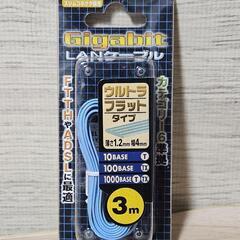 Gigabit
LANケーブル
カテゴリー6準拠
FTTHやADSLに最適
ウルトラ
フラット
タイプ
薄さ1.2mm 幅4mm
10BASE T
100BASE TX
1000BASE T TX
3m